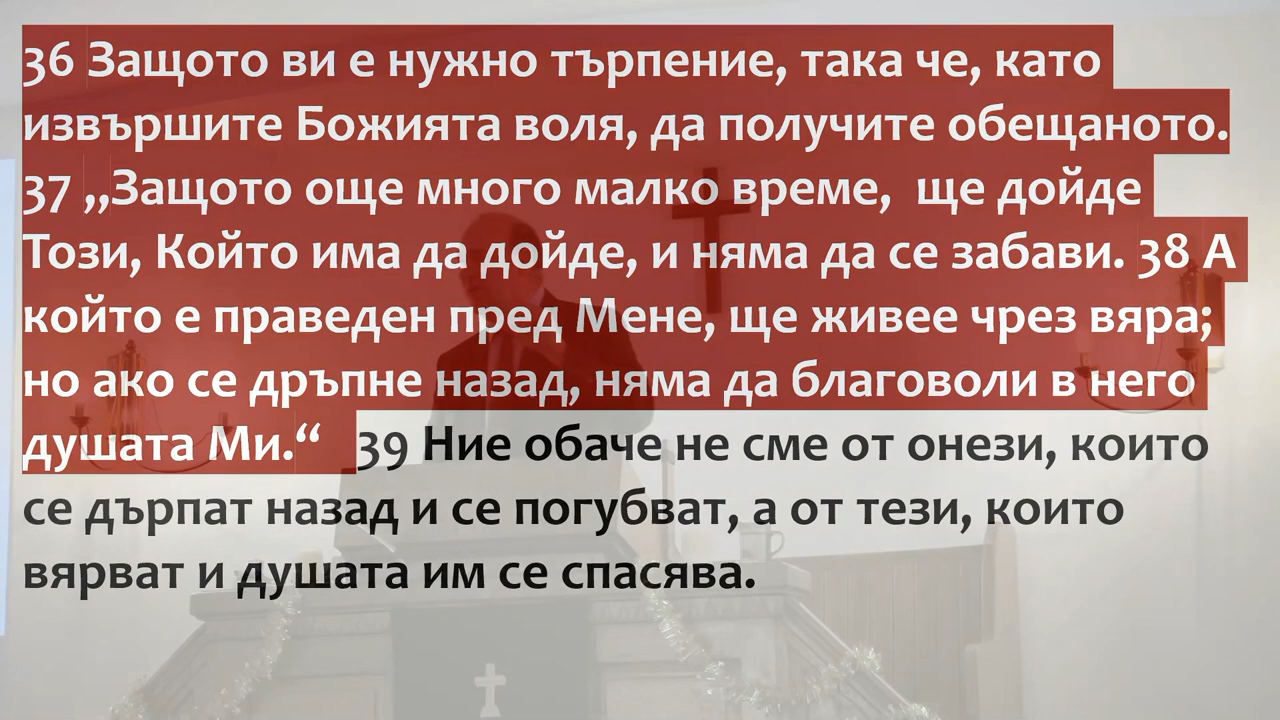 36 Защото ви е нужно търпение, така че, като
извършите Божията воля, да получите обещаното.
37 „Защото още много малко време,  ще дойде
Този, Който има да дойде, и няма да се забави. 38 А
който е праведен пред Мене, ще живее чрез вяра;
но ако се дръпне назад, няма да благоволи в него
душата Ми.“   39 Ние обаче не сме от онези, които
се дърпат назад и се погубват, а от тези, които
вярват и душата им се спасява.